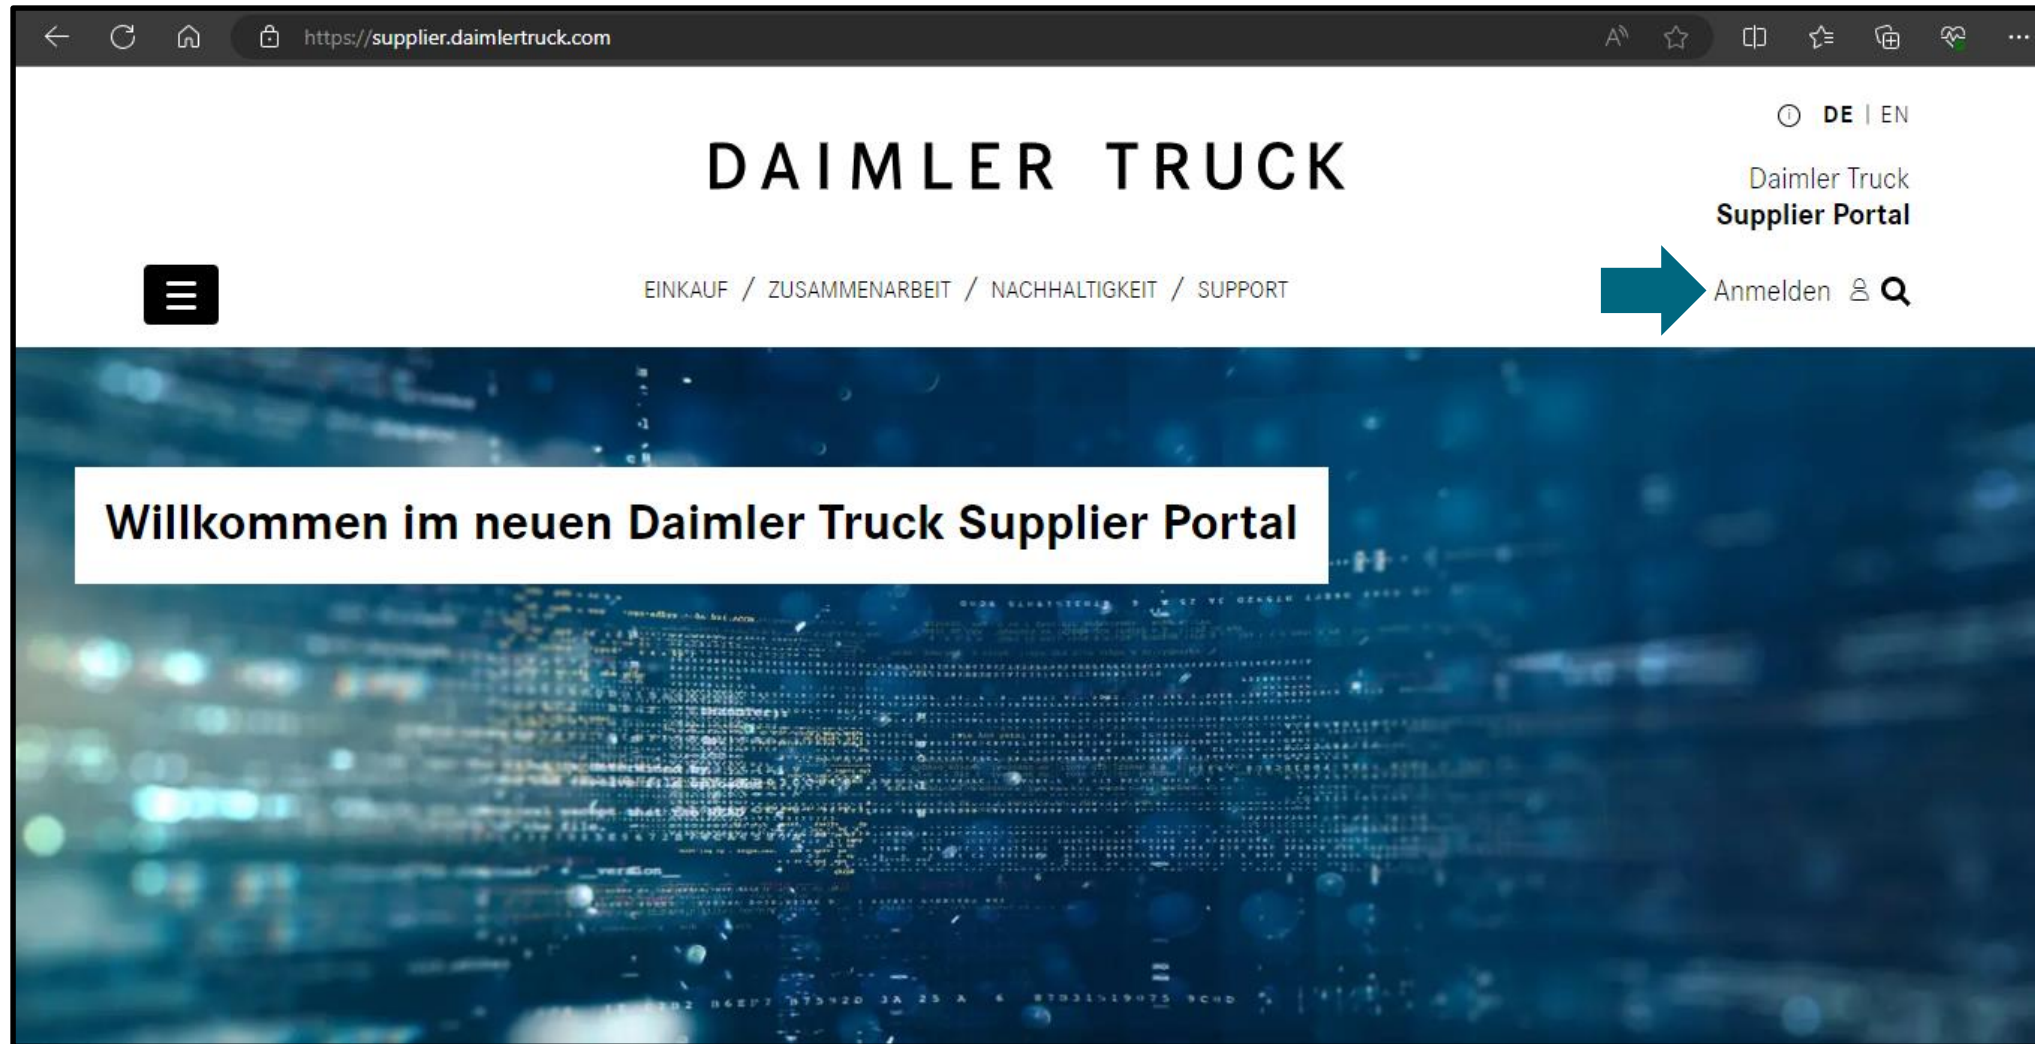 https://supplier.daimlertruck.com
DE | EN
DAIMLER TRUCK
Daimler Truck
Supplier Portal
EINKAUF / ZUSAMMENARBEIT / NACHHALTIGKEIT / SUPPORT
Anmelden
Willkommen im neuen Daimler Truck Supplier Portal